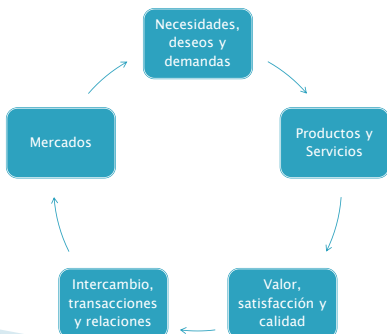 Necesidades,
deseos y
demandas
Productos y
Servicios
Valor,
satisfacción y
calidad
Intercambio,
transacciones
y relaciones
Mercados